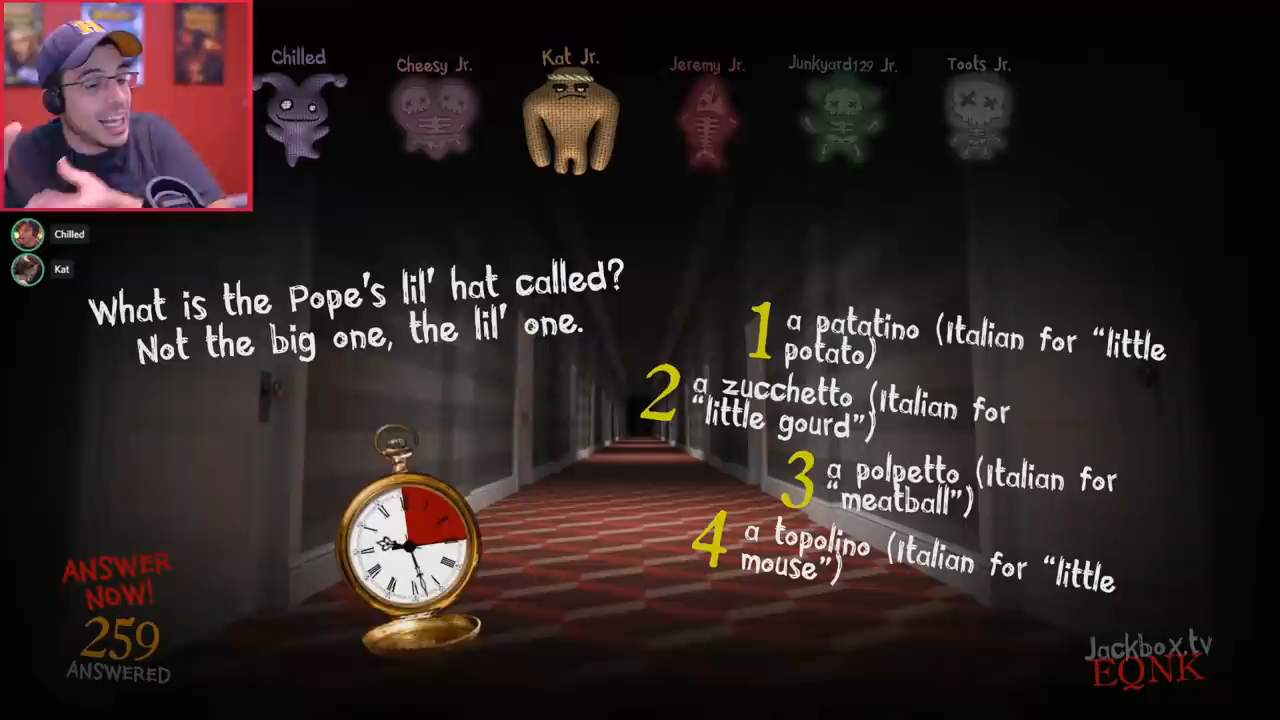 Chilled
Cheesy Jr.
Kat Jr.
Jeremy Jr.
Junkyard129 Jr.
Toots Jr.
Chilled
Kat
What is the Pope's lil' hat called?
Not the big one, the lil' one.
1 a patatino (Italian for "little
potato)
2 a zucchetto (Italian for
"little gourd")
3 a polpetto (Italian for
"meatball")
4 a topolino (Italian for "little
mouse")
ANSWER
NOW!
259
ANSWERED
Jackbox.tv
EQNK